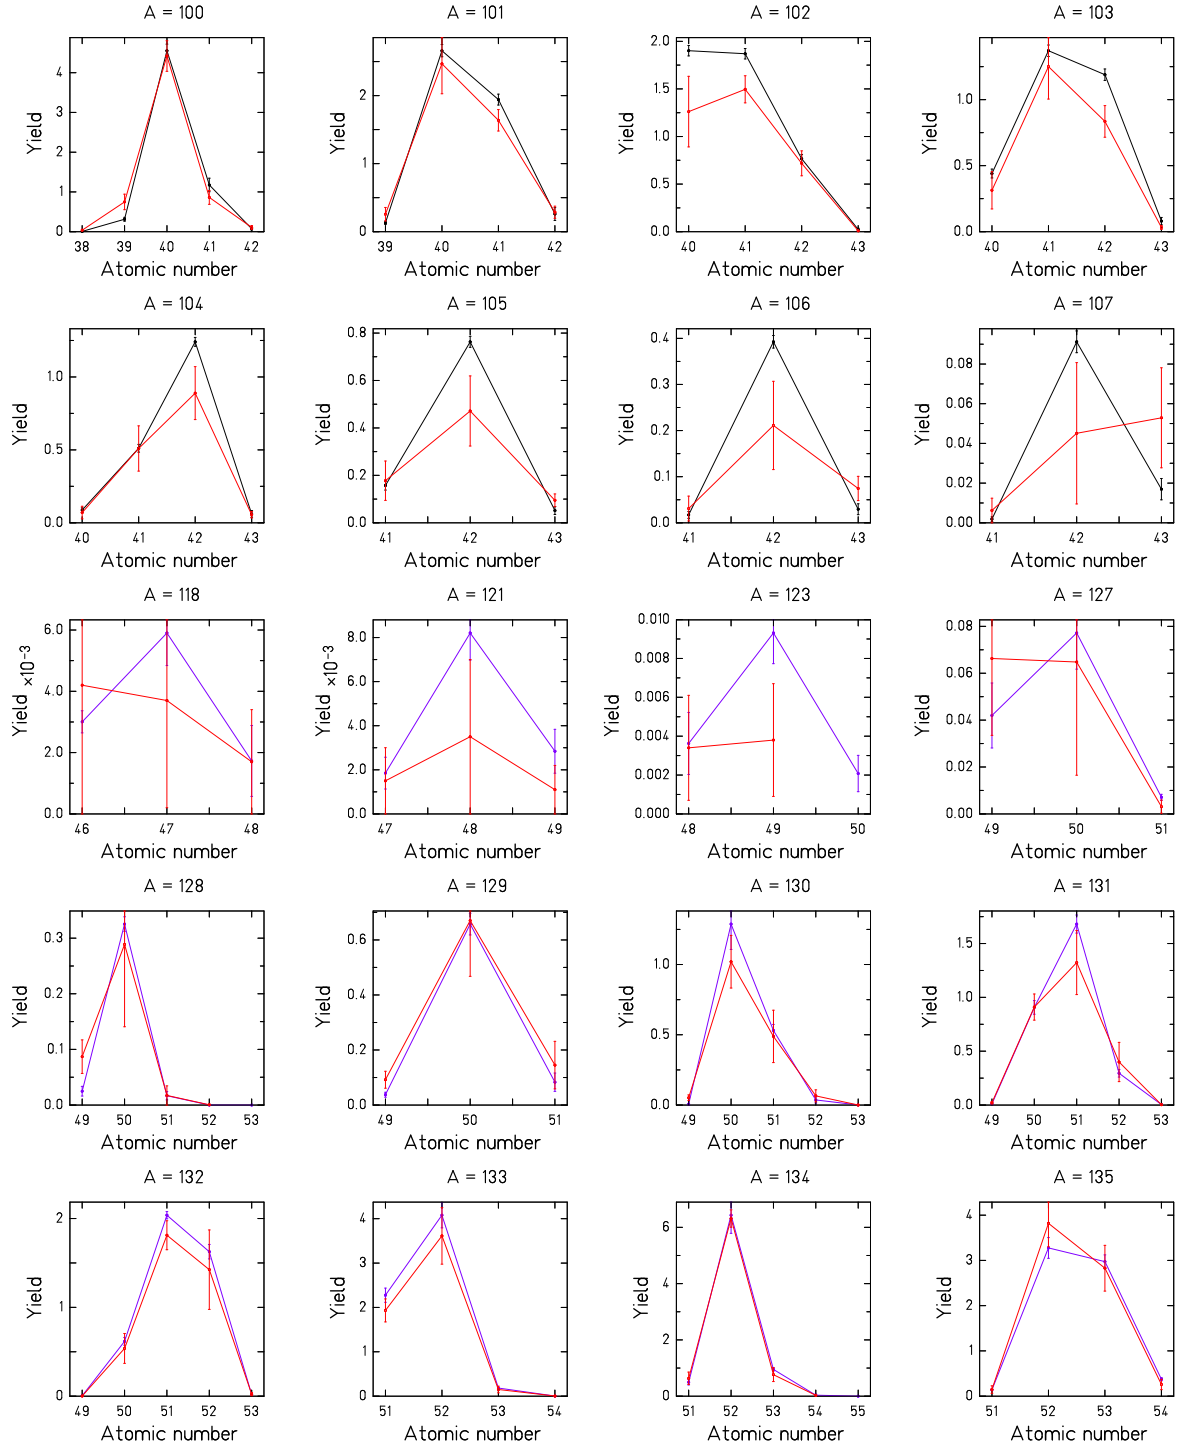 A = 100
Yield
4
3
2
1
0
38 39 40 41 42
Atomic number
A = 101
Yield
2
1
0
39 40 41 42
Atomic number
A = 102
Yield
2.0
1.5
1.0
0.5
0.0
40 41 42 43
Atomic number
A = 103
Yield
1.0
0.5
0.0
40 41 42 43
Atomic number
A = 104
Yield
1.0
0.5
0.0
40 41 42 43
Atomic number
A = 105
Yield
0.8
0.6
0.4
0.2
0.0
41 42 43
Atomic number
A = 106
Yield
0.4
0.3
0.2
0.1
0.0
41 42 43
Atomic number
A = 107
Yield
0.08
0.06
0.04
0.02
0.00
41 42 43
Atomic number
A = 118
Yield ×10⁻³
6.0
4.0
2.0
0.0
46 47 48
Atomic number
A = 121
Yield ×10⁻³
8.0
6.0
4.0
2.0
0.0
47 48 49
Atomic number
A = 123
Yield
0.010
0.008
0.006
0.004
0.002
0.000
48 49 50
Atomic number
A = 127
Yield
0.08
0.06
0.04
0.02
0.00
49 50 51
Atomic number
A = 128
Yield
0.3
0.2
0.1
0.0
49 50 51 52 53
Atomic number
A = 129
Yield
0.6
0.4
0.2
0.0
49 50 51
Atomic number
A = 130
Yield
1.0
0.5
0.0
49 50 51 52 53
Atomic number
A = 131
Yield
1.5
1.0
0.5
0.0
49 50 51 52 53
Atomic number
A = 132
Yield
2
1
0
49 50 51 52 53
Atomic number
A = 133
Yield
4
3
2
1
0
51 52 53 54
Atomic number
A = 134
Yield
6
4
2
0
51 52 53 54 55
Atomic number
A = 135
Yield
4
3
2
1
0
51 52 53 54
Atomic number